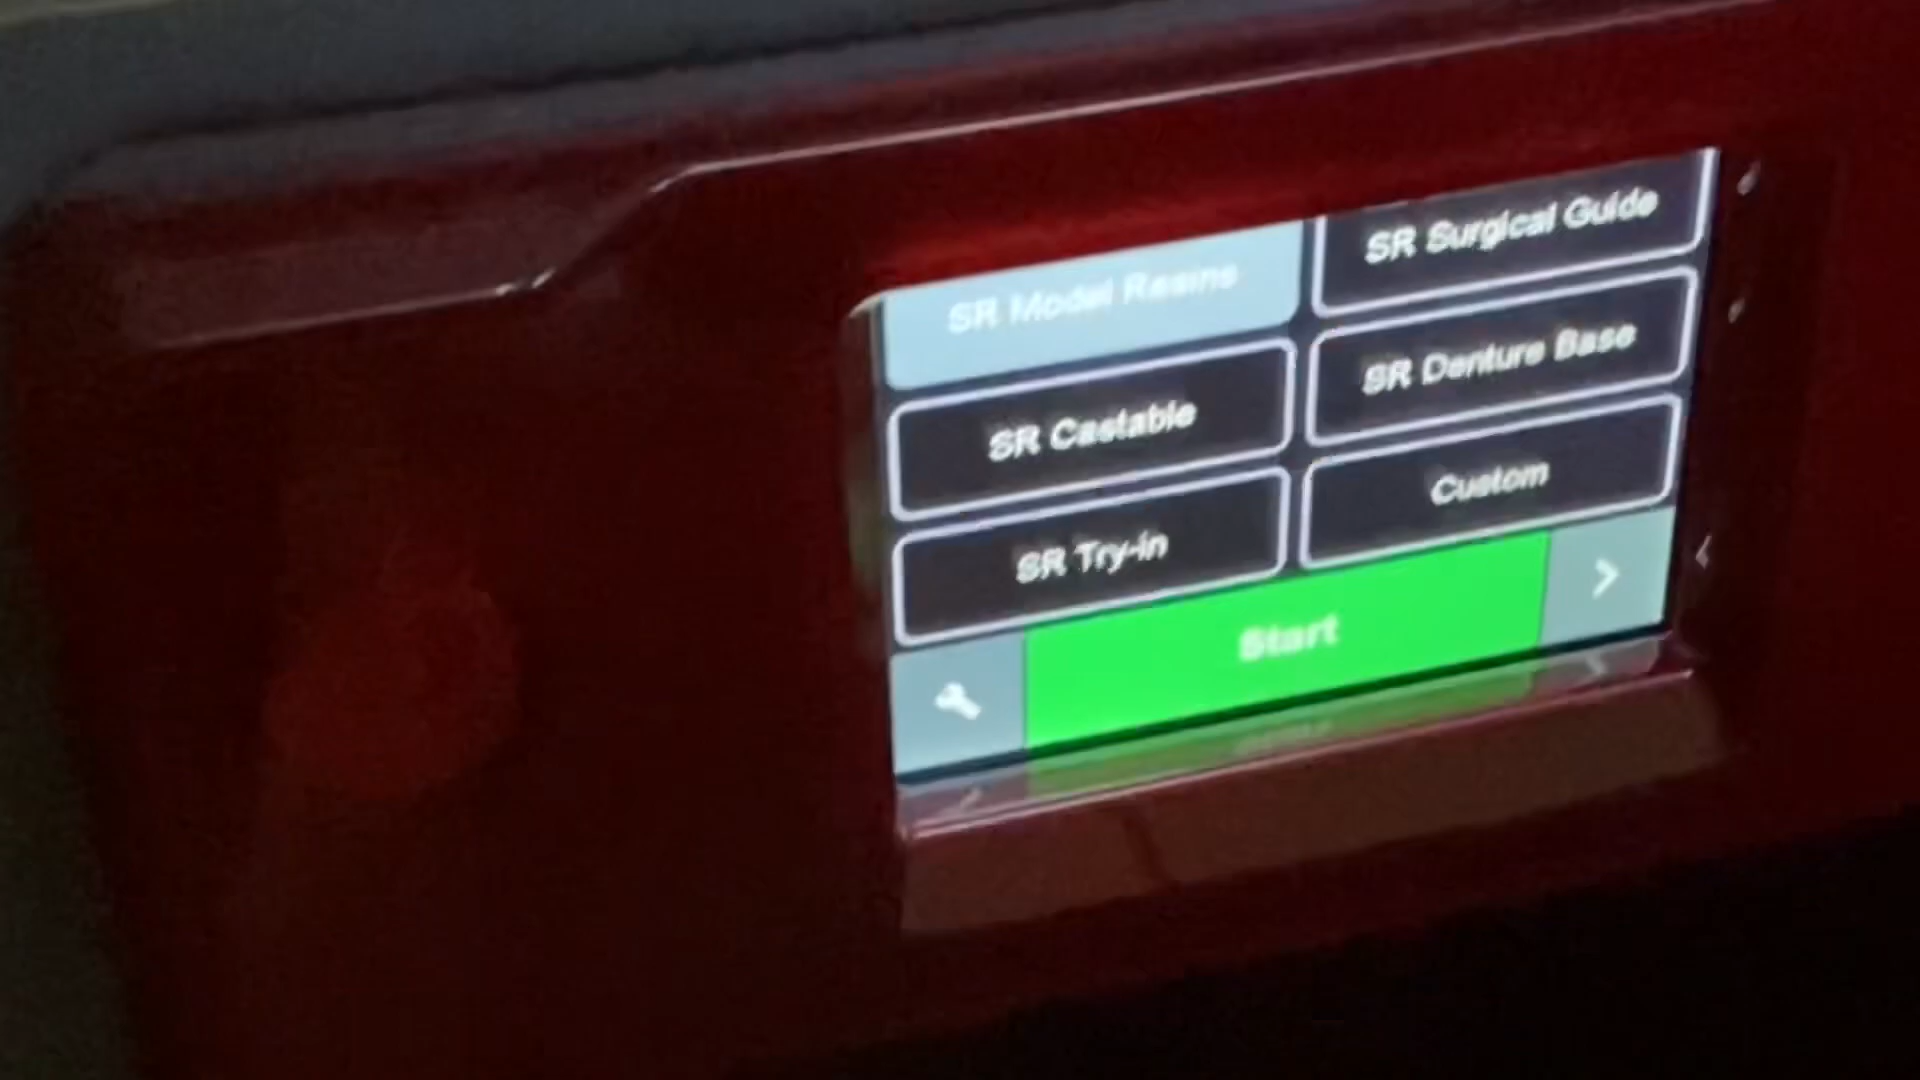 SR Model Resins
SR Surgical Guide
SR Castable
SR Denture Base
SR Try-in
Custom
Start